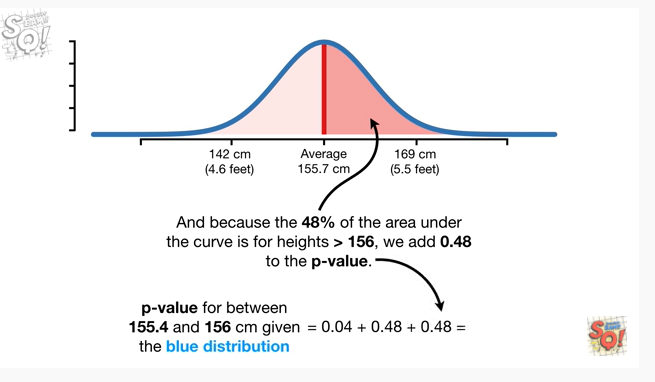 142 cm
(4.6 feet)
Average
155.7 cm
169 cm
(5.5 feet)
And because the 48% of the area under
the curve is for heights > 156, we add 0.48
to the p-value.
p-value for between
155.4 and 156 cm given = 0.04 + 0.48 + 0.48 =
the blue distribution
SQ!
SQ!